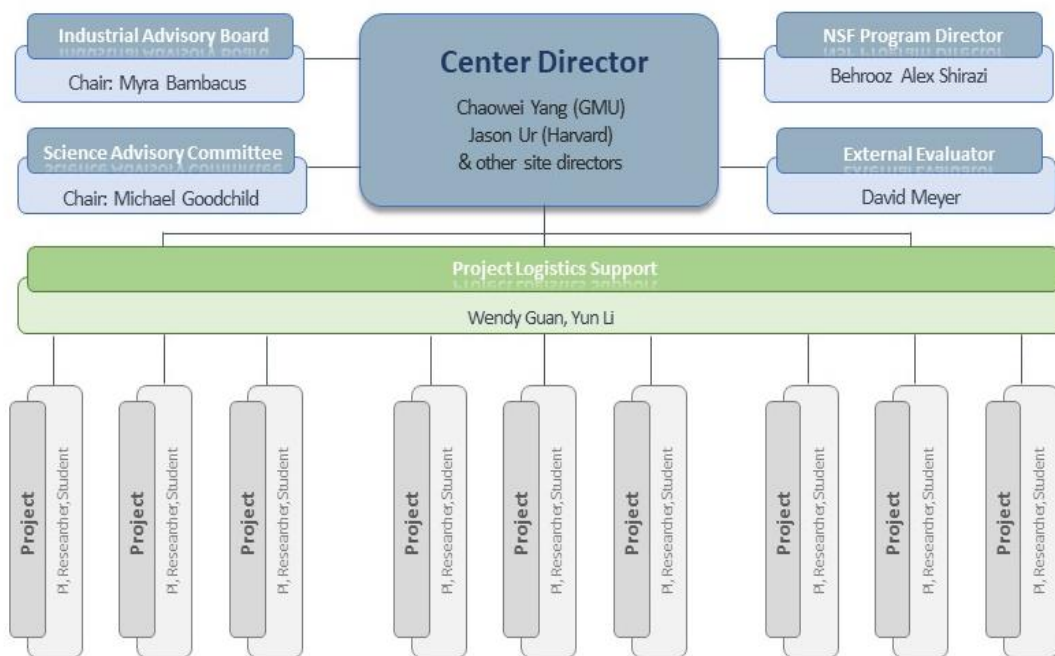 Industrial Advisory Board
Chair: Myra Bambacus
Science Advisory Committee
Chair: Michael Goodchild
Center Director
Chaowei Yang (GMU)
Jason Ur (Harvard)
& other site directors
NSF Program Director
Behrooz Alex Shirazi
External Evaluator
David Meyer
Project Logistics Support
Wendy Guan, Yun Li
Project
PI, Researcher, Student
Project
PI, Researcher, Student
Project
PI, Researcher, Student
Project
PI, Researcher, Student
Project
PI, Researcher, Student
Project
PI, Researcher, Student
Project
PI, Researcher, Student
Project
PI, Researcher, Student
Project
PI, Researcher, Student